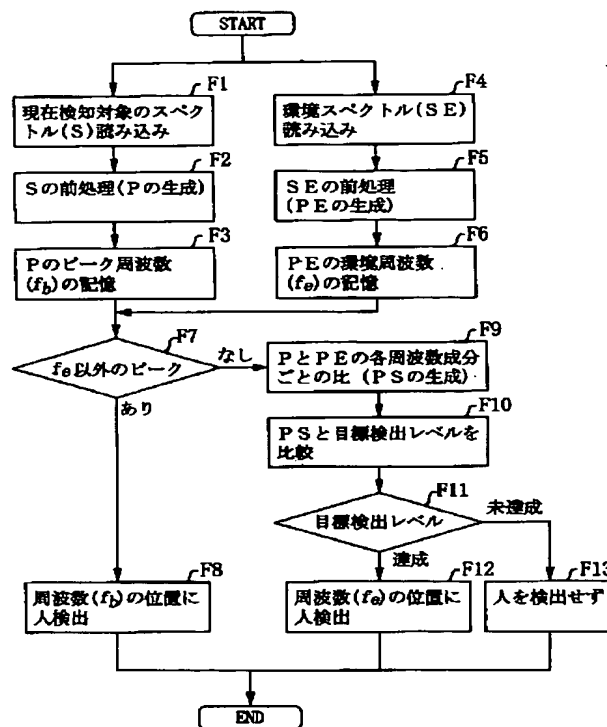 START
F1
現在検知対象のスペク
トル(S)読み込み
F4
環境スペクトル(SE)
読み込み
F2
Sの前処理(Pの生成)
F5
SEの前処理
(PEの生成)
F3
Pのピーク周波数
(fb)の記憶
F6
PEの環境周波数
(fe)の記憶
F7
fe以外のピーク
なし
あり
F9
PとPEの各周波数成分
ごとの比 (PSの生成)
F10
PSと目標検出レベルを
比較
F11
目標検出レベル
未達成
達成
F8
周波数(fb)の位置に
人検出
F12
周波数(fe)の位置に
人検出
F13
人を検出せず
END